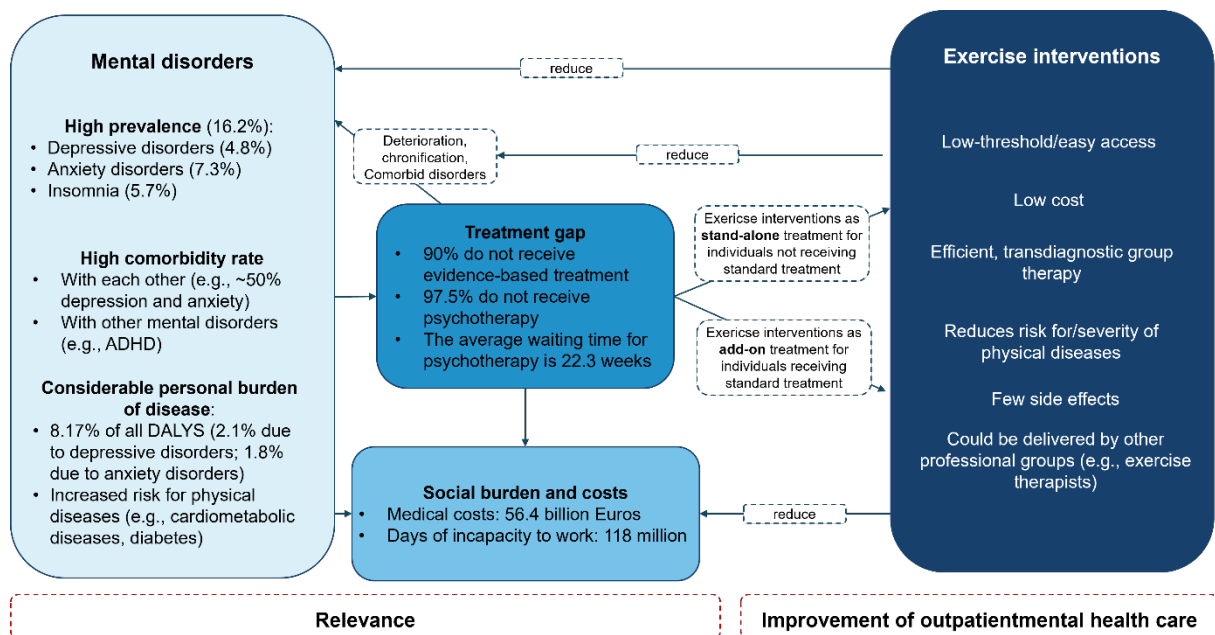 Mental disorders
High prevalence (16.2%):
• Depressive disorders (4.8%)
• Anxiety disorders (7.3%)
• Insomnia (5.7%)
High comorbidity rate
• With each other (e.g., ~50%
depression and anxiety)
• With other mental disorders
(e.g., ADHD)
Considerable personal burden
of disease:
• 8.17% of all DALYS (2.1% due
to depressive disorders; 1.8%
due to anxiety disorders)
• Increased risk for physical
diseases (e.g., cardiometabolic
diseases, diabetes)
reduce
Deterioration,
chronification,
Comorbid disorders
reduce
Treatment gap
• 90% do not receive
evidence-based treatment
• 97.5% do not receive
psychotherapy
• The average waiting time for
psychotherapy is 22.3 weeks
Exericse interventions as
stand-alone treatment for
individuals not receiving
standard treatment
Exericse interventions as
add-on treatment for
individuals receiving
standard treatment
Social burden and costs
• Medical costs: 56.4 billion Euros
• Days of incapacity to work: 118 million
reduce
Exercise interventions
Low-threshold/easy access
Low cost
Efficient, transdiagnostic group
therapy
Reduces risk for/severity of
physical diseases
Few side effects
Could be delivered by other
professional groups (e.g., exercise
therapists)
Relevance
Improvement of outpatientmental health care